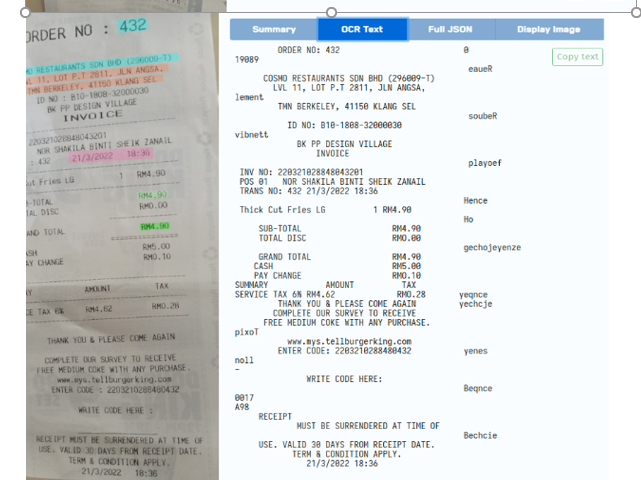 ORDER NO : 432
MO RESTAURANTS SDN BHD (296009-T)
VL 11, LOT P.T 2811, JLN ANGSA,
THN BERKELEY, 41150 KLANG SEL
ID NO : B10-1808-32000030
BK PP DESIGN VILLAGE
INVOICE
220321028848043201
NOR SHAKILA BINTI SHEIK ZANAIL
:432 21/3/2022 18:36
ut Fries LG 1 RM4.90
-TOTAL RM4.90
AL DISC RM0.00
AND TOTAL RM4.90
SH RM5.00
Y CHANGE RM0.10
Y AMOUNT TAX
CE TAX 6% RM4.62 RM0.28
THANK YOU & PLEASE COME AGAIN
COMPLETE OUR SURVEY TO RECEIVE
FREE MEDIUM COKE WITH ANY PURCHASE.
www.mys.tellburgerking.com
ENTER CODE : 2203210288480432
WRITE CODE HERE :
RECEIPT MUST BE SURRENDERED AT TIME OF
USE. VALID 30 DAYS FROM RECEIPT DATE.
TERM & CONDITION APPLY.
21/3/2022 18:36
Summary OCR Text Full JSON Display Image
Copy text
ORDER NO: 432 0
19089
eaueR
COSMO RESTAURANTS SDN BHD (296009-T)
LVL 11, LOT P.T 2811, JLN ANGSA,
lement
THN BERKELEY, 41150 KLANG SEL
soubeR
ID NO: B10-1808-32000030
vibnett
BK PP DESIGN VILLAGE
INVOICE
playoef
INV NO: 220321028848043201
POS 01 NOR SHAKILA BINTI SHEIK ZANAIL
TRANS NO: 432 21/3/2022 18:36
Hence
Thick Cut Fries LG 1 RM4.90
Ho
SUB-TOTAL RM4.90
TOTAL DISC RM0.00
gechojeyenze
GRAND TOTAL RM4.90
CASH RM5.00
PAY CHANGE RM0.10
SUMMARY AMOUNT TAX
SERVICE TAX 6% RM4.62 RM0.28 yeqnce
THANK YOU & PLEASE COME AGAIN yechcje
COMPLETE OUR SURVEY TO RECEIVE
FREE MEDIUM COKE WITH ANY PURCHASE.
pixoT
www.mys.tellburgerking.com
ENTER CODE: 2203210288480432 yenes
noll
-
WRITE CODE HERE:
Beqnce
0017
A98
RECEIPT
MUST BE SURRENDERED AT TIME OF
Bechcie
USE. VALID 30 DAYS FROM RECEIPT DATE.
TERM & CONDITION APPLY.
21/3/2022 18:36